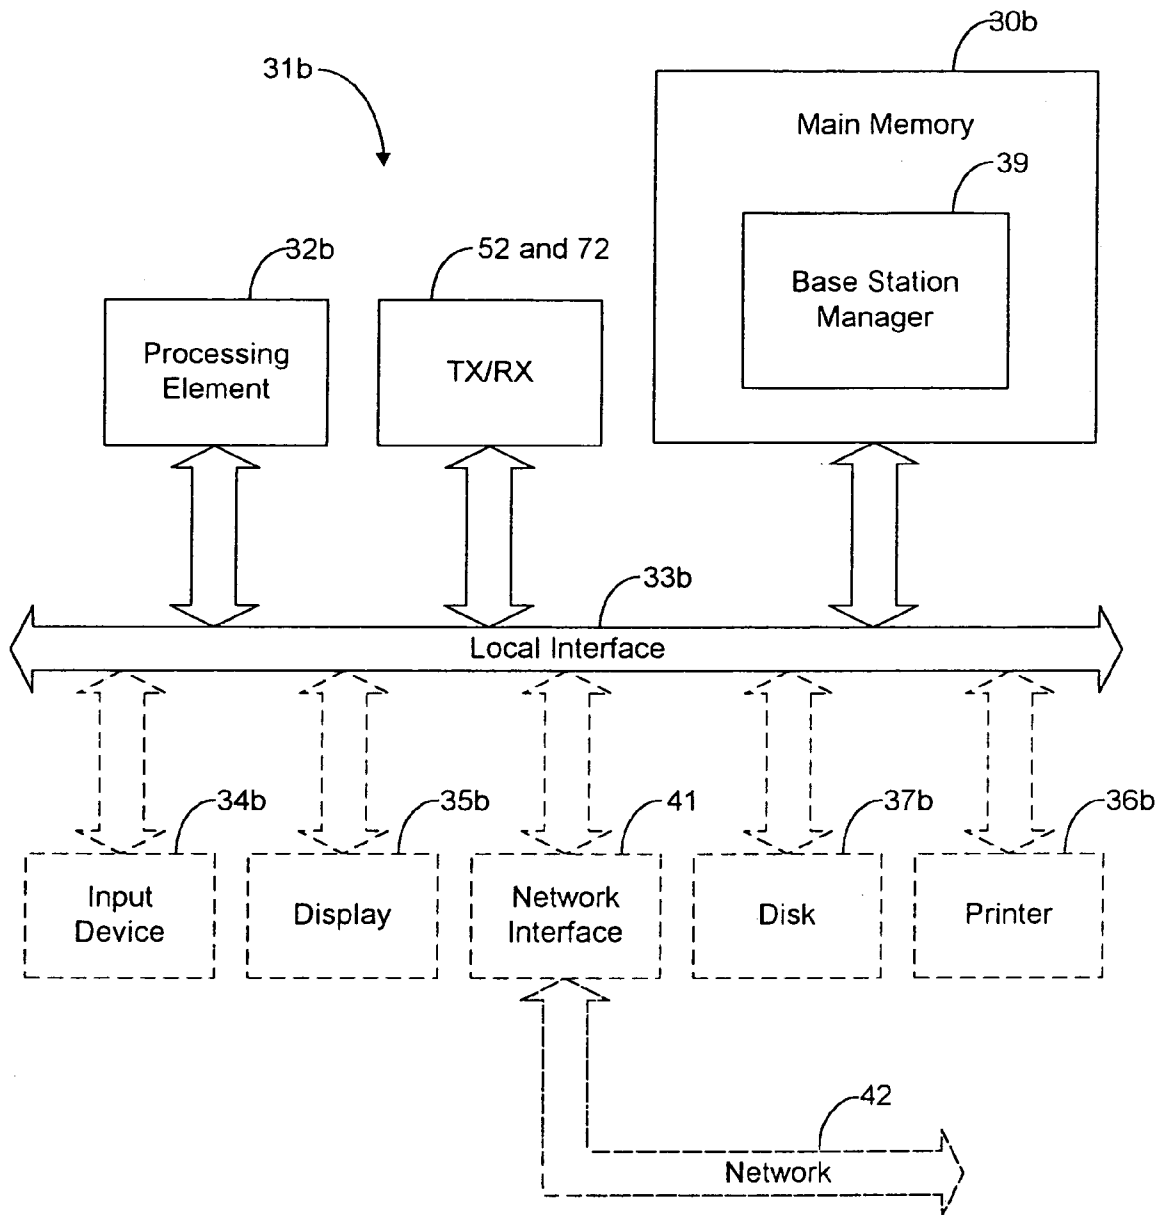 30b
31b
Main Memory
39
32b
52 and 72
Base Station
Manager
Processing
Element
TX/RX
33b
Local Interface
34b
35b
41
37b
36b
Input
Device
Display
Network
Interface
Disk
Printer
42
Network